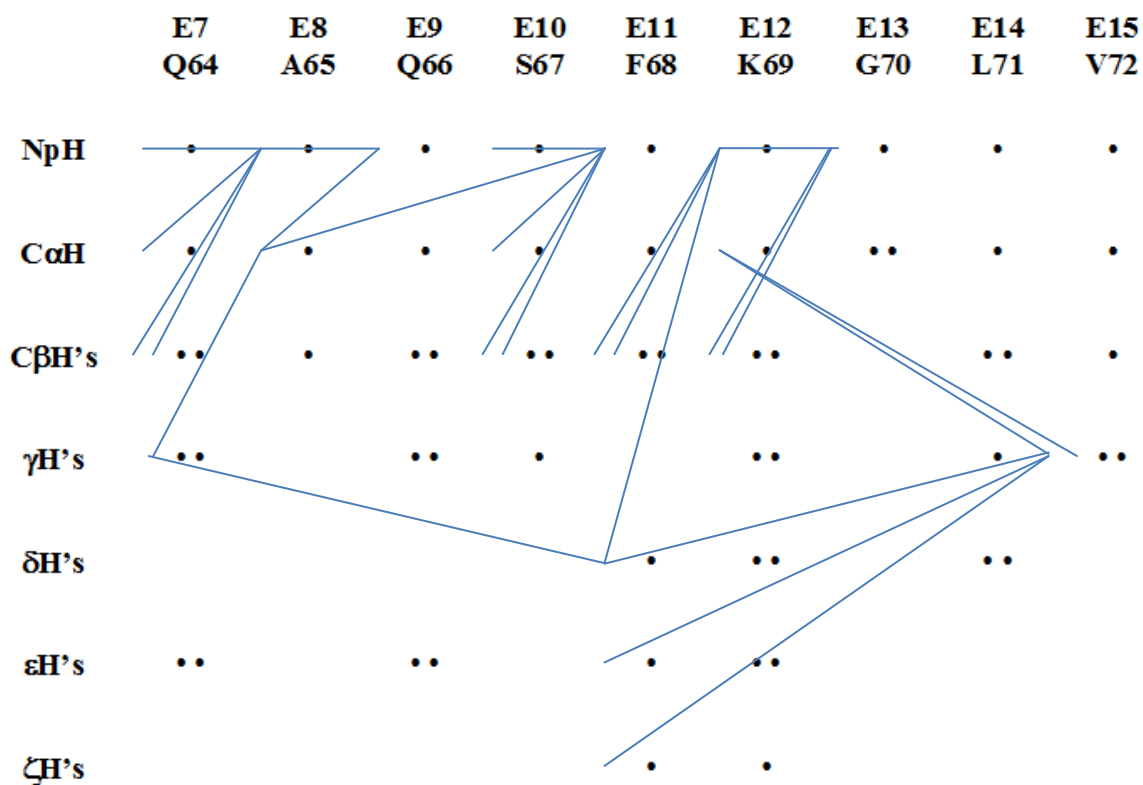 E7 E8 E9 E10 E11 E12 E13 E14 E15
Q64 A65 Q66 S67 F68 K69 G70 L71 V72
NpH
CαH
CβH’s
γH’s
δH’s
εH’s
ζH’s